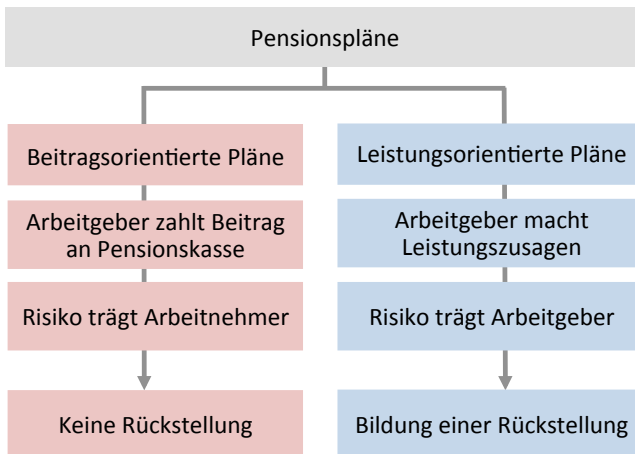 Pensionspläne
Beitragsorientierte Pläne
Leistungsorientierte Pläne
Arbeitgeber zahlt Beitrag
an Pensionskasse
Arbeitgeber macht
Leistungszusagen
Risiko trägt Arbeitnehmer
Risiko trägt Arbeitgeber
Keine Rückstellung
Bildung einer Rückstellung